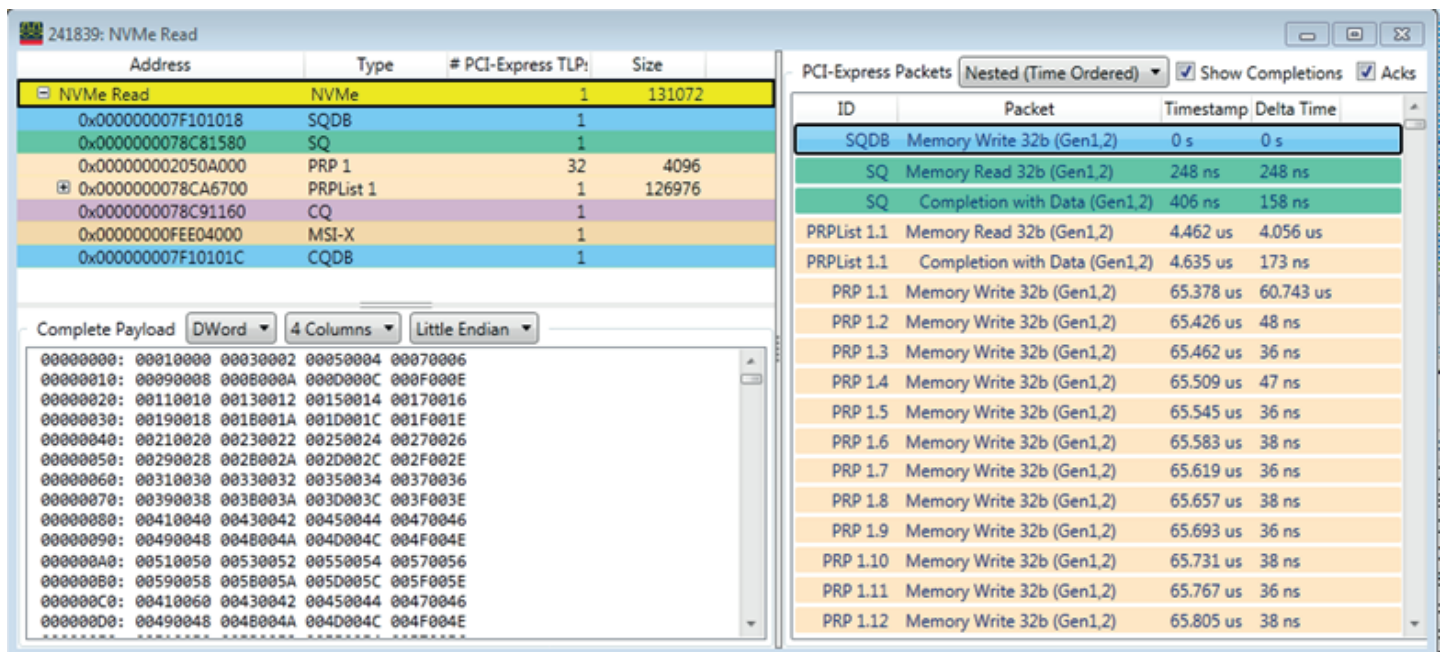 241839: NVMe Read
Address Type # PCI-Express TLP: Size
NVMe Read NVMe 1 131072
0x000000007F101018 SQDB 1
0x0000000078C81580 SQ 1
0x000000002050A000 PRP 1 32 4096
0x0000000078CA6700 PRPList 1 1 126976
0x0000000078C91160 CQ 1
0x00000000FEE04000 MSI-X 1
0x000000007F10101C CQDB 1
Complete Payload DWord 4 Columns Little Endian
00000000: 00010000 00030002 00050004 00070006
00000010: 00090008 000B000A 000D000C 000F000E
00000020: 00110010 00130012 00150014 00170016
00000030: 00190018 001B001A 001D001C 001F001E
00000040: 00210020 00230022 00250024 00270026
00000050: 00290028 002B002A 002D002C 002F002E
00000060: 00310030 00330032 00350034 00370036
00000070: 00390038 003B003A 003D003C 003F003E
00000080: 00410040 00430042 00450044 00470046
00000090: 00490048 004B004A 004D004C 004F004E
000000A0: 00510050 00530052 00550054 00570056
000000B0: 00590058 005B005A 005D005C 005F005E
000000C0: 00410060 00430042 00450044 00470046
000000D0: 00490048 004B004A 004D004C 004F004E
PCI-Express Packets Nested (Time Ordered) Show Completions Acks
ID Packet Timestamp Delta Time
SQDB Memory Write 32b (Gen1,2) 0 s 0 s
SQ Memory Read 32b (Gen1,2) 248 ns 248 ns
SQ Completion with Data (Gen1,2) 406 ns 158 ns
PRPList 1.1 Memory Read 32b (Gen1,2) 4.462 us 4.056 us
PRPList 1.1 Completion with Data (Gen1,2) 4.635 us 173 ns
PRP 1.1 Memory Write 32b (Gen1,2) 65.378 us 60.743 us
PRP 1.2 Memory Write 32b (Gen1,2) 65.426 us 48 ns
PRP 1.3 Memory Write 32b (Gen1,2) 65.462 us 36 ns
PRP 1.4 Memory Write 32b (Gen1,2) 65.509 us 47 ns
PRP 1.5 Memory Write 32b (Gen1,2) 65.545 us 36 ns
PRP 1.6 Memory Write 32b (Gen1,2) 65.583 us 38 ns
PRP 1.7 Memory Write 32b (Gen1,2) 65.619 us 36 ns
PRP 1.8 Memory Write 32b (Gen1,2) 65.657 us 38 ns
PRP 1.9 Memory Write 32b (Gen1,2) 65.693 us 36 ns
PRP 1.10 Memory Write 32b (Gen1,2) 65.731 us 38 ns
PRP 1.11 Memory Write 32b (Gen1,2) 65.767 us 36 ns
PRP 1.12 Memory Write 32b (Gen1,2) 65.805 us 38 ns